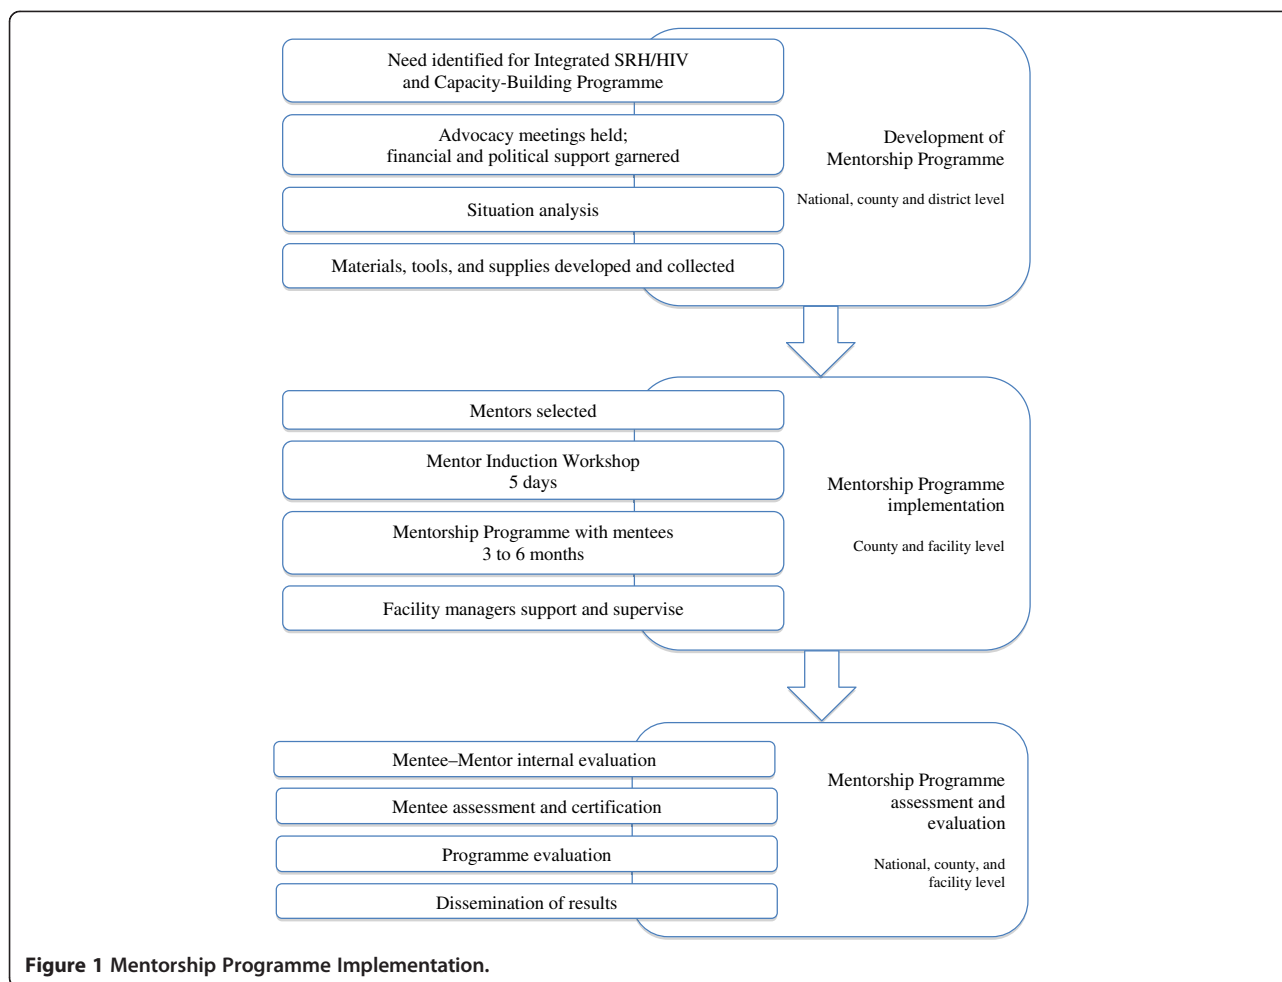 Need identified for Integrated SRH/HIV
and Capacity-Building Programme
Advocacy meetings held;
financial and political support garnered
Situation analysis
Materials, tools, and supplies developed and collected
Development of
Mentorship Programme
National, county and district level
Mentors selected
Mentor Induction Workshop
5 days
Mentorship Programme with mentees
3 to 6 months
Facility managers support and supervise
Mentorship Programme
implementation
County and facility level
Mentee–Mentor internal evaluation
Mentee assessment and certification
Programme evaluation
Dissemination of results
Mentorship Programme
assessment and
evaluation
National, county, and
facility level
Figure 1 Mentorship Programme Implementation.